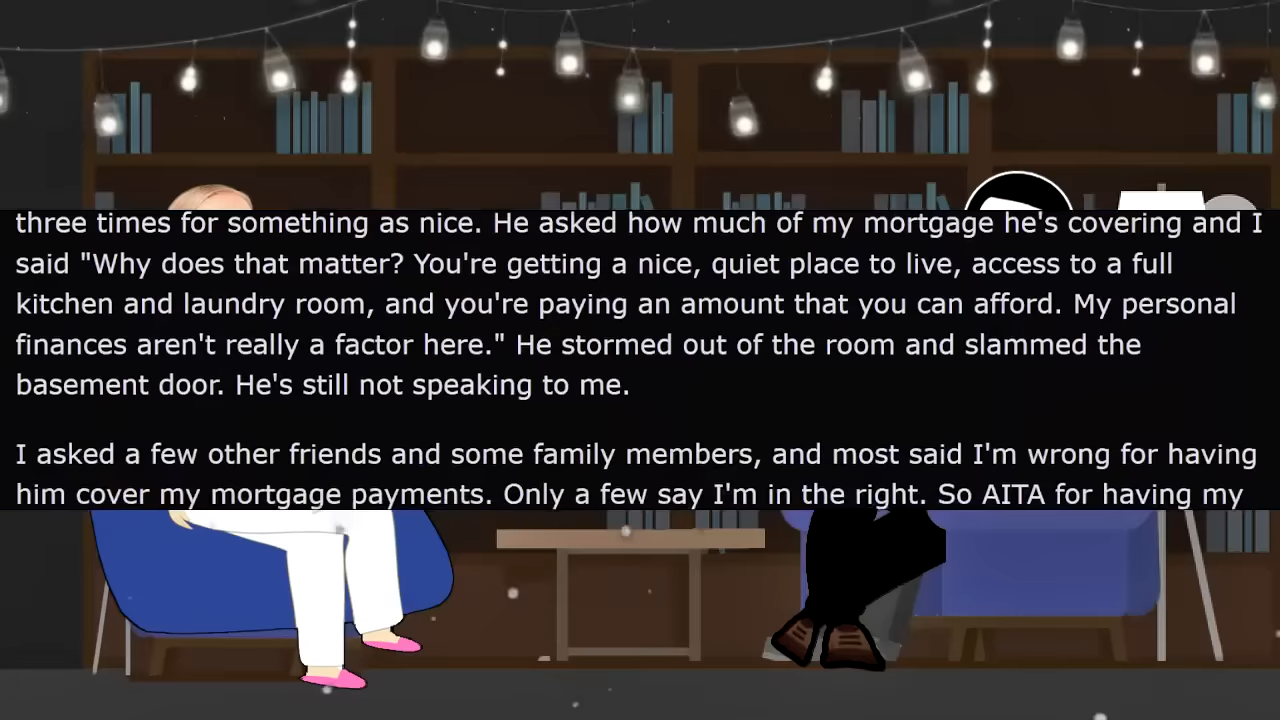 three times for something as nice. He asked how much of my mortgage he's covering and I
said "Why does that matter? You're getting a nice, quiet place to live, access to a full
kitchen and laundry room, and you're paying an amount that you can afford. My personal
finances aren't really a factor here." He stormed out of the room and slammed the
basement door. He's still not speaking to me.
I asked a few other friends and some family members, and most said I'm wrong for having
him cover my mortgage payments. Only a few say I'm in the right. So AITA for having my